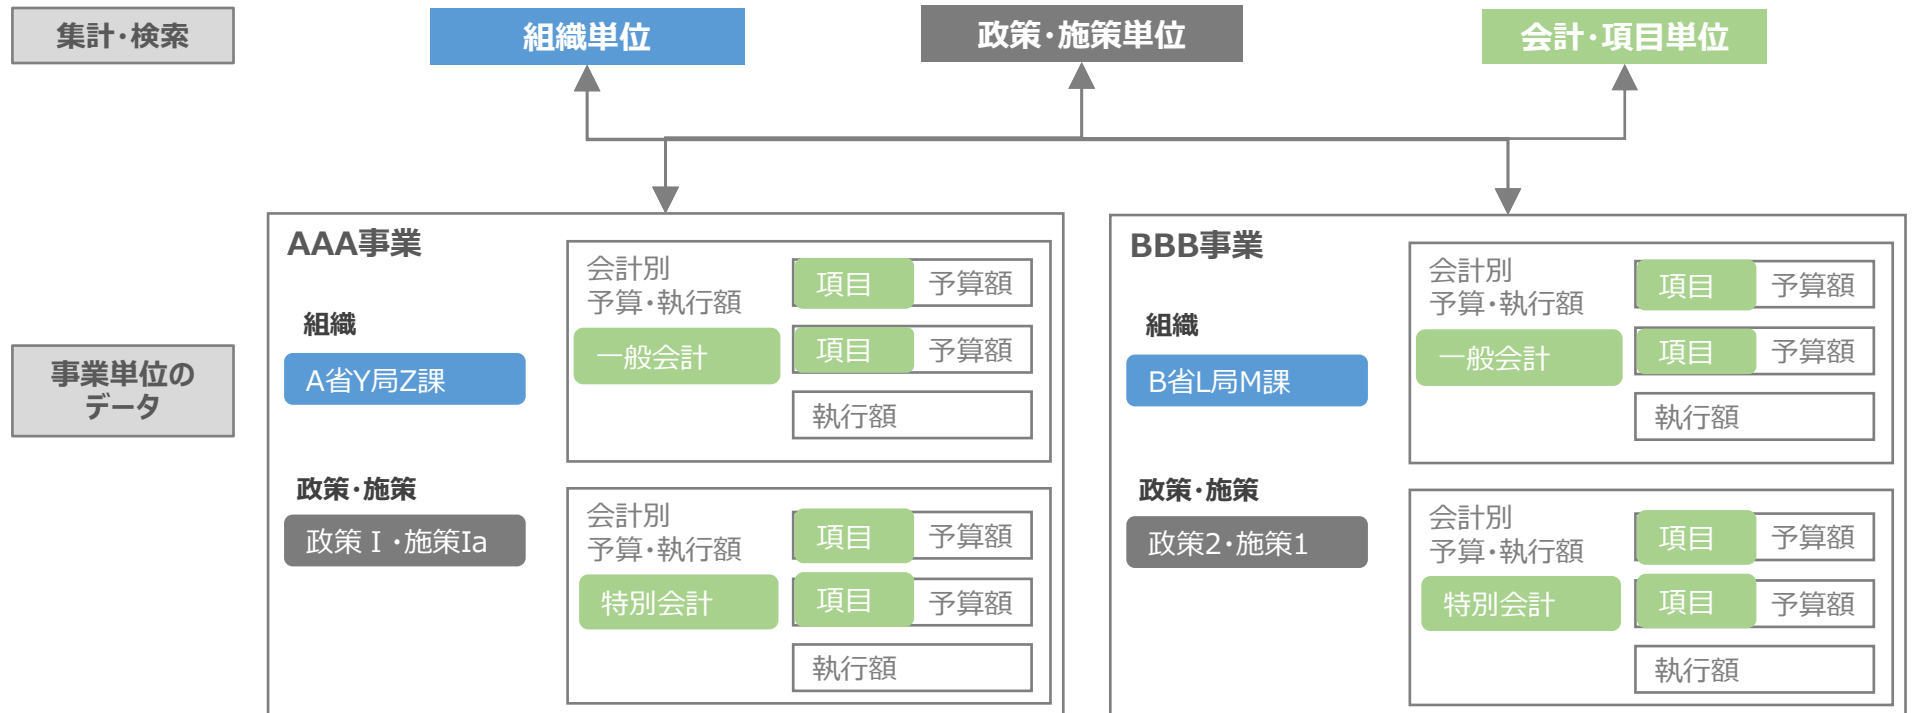 集計・検索
組織単位
政策・施策単位
会計・項目単位
事業単位の
データ
AAA事業
組織
A省Y局Z課
政策・施策
政策Ⅰ・施策Ia
会計別
予算・執行額
一般会計
項目 予算額
項目 予算額
執行額
会計別
予算・執行額
特別会計
項目 予算額
項目 予算額
執行額
BBB事業
組織
B省L局M課
政策・施策
政策2・施策1
会計別
予算・執行額
一般会計
項目 予算額
項目 予算額
執行額
会計別
予算・執行額
特別会計
項目 予算額
項目 予算額
執行額